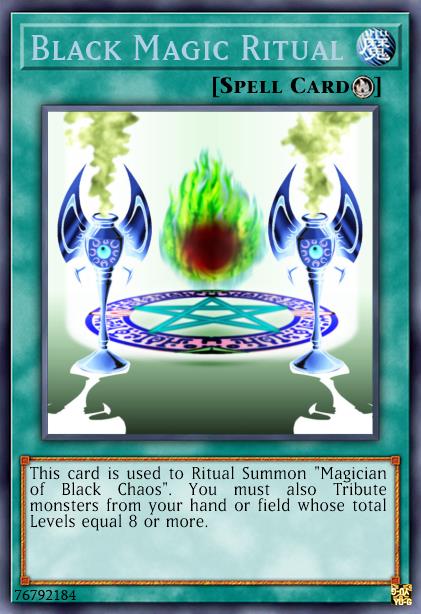 Black Magic Ritual 魔
[Spell Card]
This card is used to Ritual Summon "Magician
of Black Chaos". You must also Tribute
monsters from your hand or field whose total
Levels equal 8 or more.
76792184